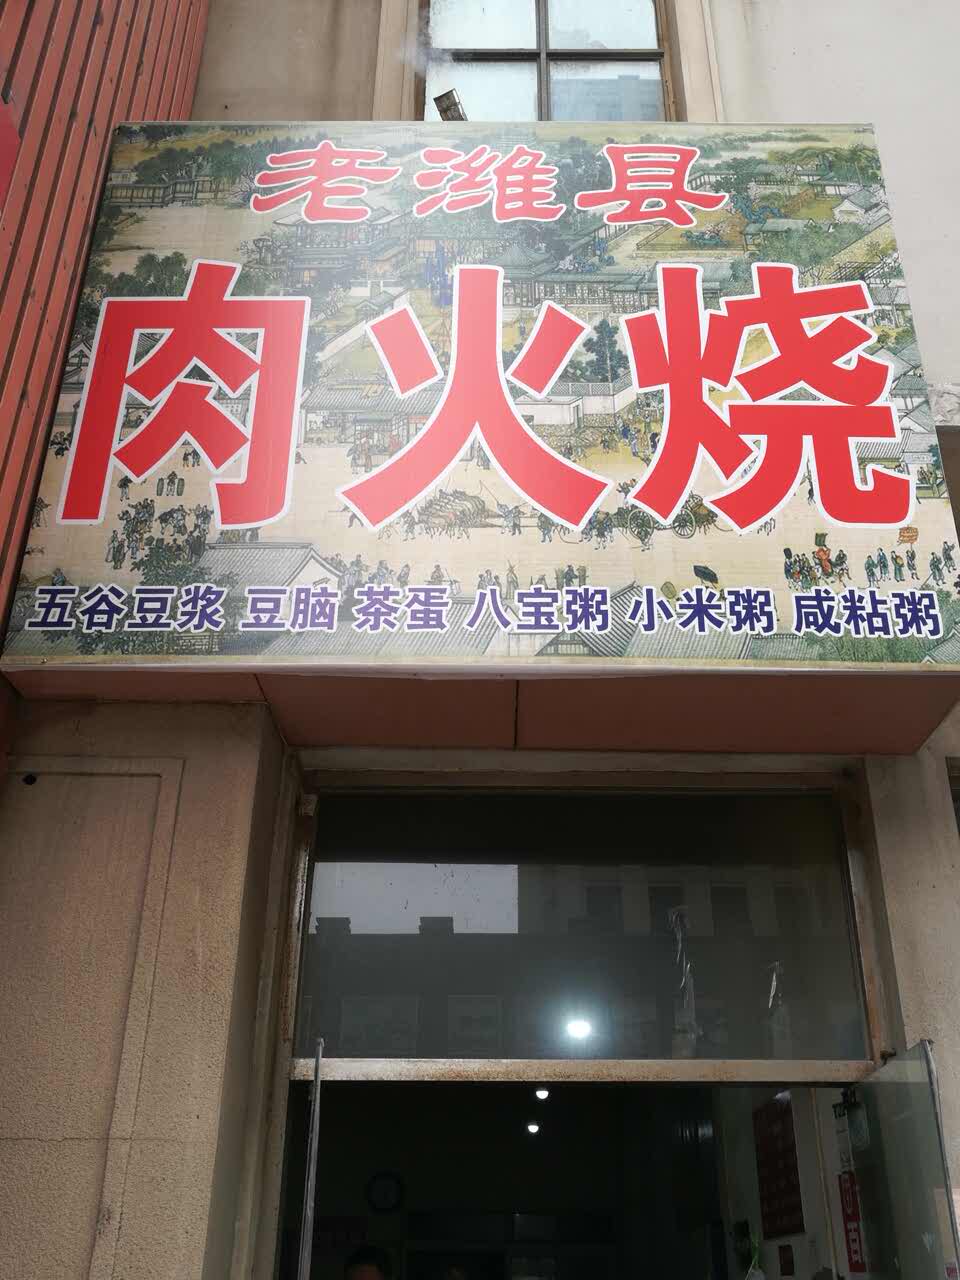 老潍县
肉火烧
五谷豆浆 豆脑 茶蛋 八宝粥 小米粥 咸粘粥